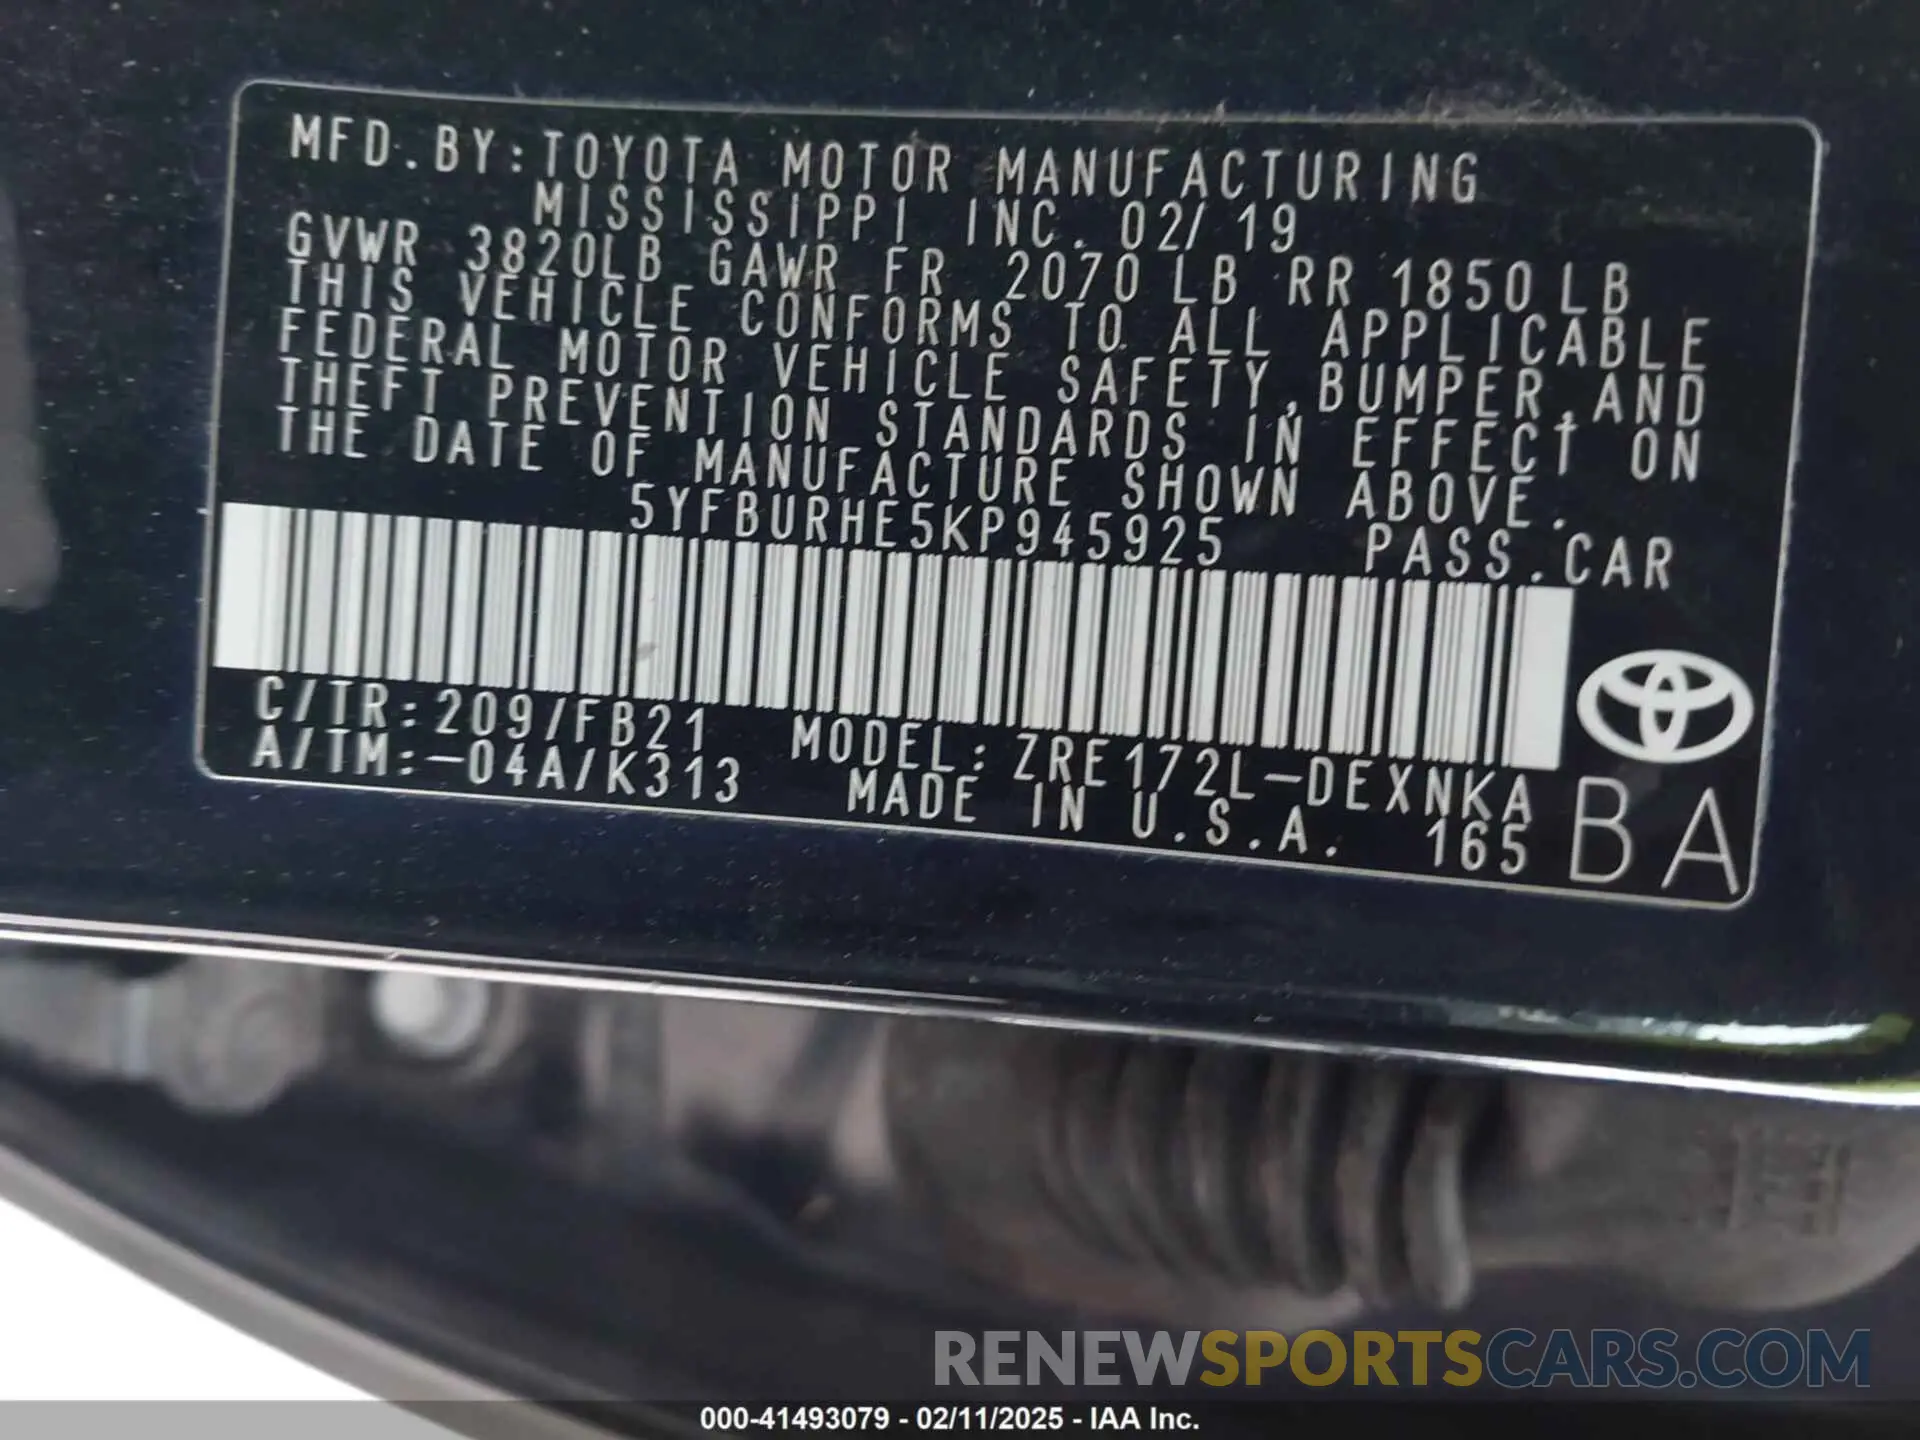 MFD.BY:TOYOTA MOTOR MANUFACTURING
MISSISSIPPI INC. 02/19
GVWR 3820LB GAWR FR 2070LB RR 1850LB
THIS VEHICLE CONFORMS TO ALL APPLICABLE
FEDERAL MOTOR VEHICLE SAFETY,BUMPER,AND
THEFT PREVENTION STANDARDS IN EFFECT ON
THE DATE OF MANUFACTURE SHOWN ABOVE.
5YFBURHE5KP945925 PASS.CAR
C/TR:209/FB21 MODEL:ZRE172L-DEXNKA
A/TM:-04A/K313 MADE IN U.S.A. 165
BA
RENEWSPORTSCARS.COM
000-41493079 - 02/11/2025 - IAA Inc.